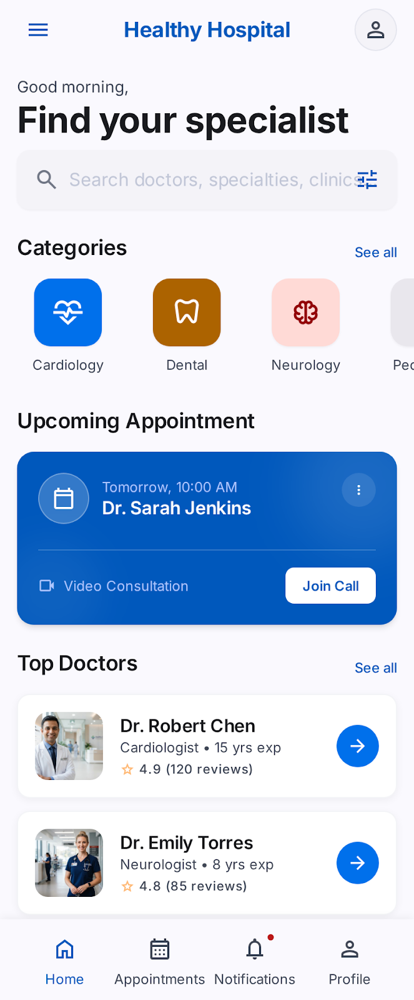 Healthy Hospital
Good morning,
Find your specialist
Search doctors, specialties, clinics
Categories
See all
Cardiology
Dental
Neurology
Ped
Upcoming Appointment
Tomorrow, 10:00 AM
Dr. Sarah Jenkins
Video Consultation
Join Call
Top Doctors
See all
Dr. Robert Chen
Cardiologist • 15 yrs exp
4.9 (120 reviews)
Dr. Emily Torres
Neurologist • 8 yrs exp
4.8 (85 reviews)
Home
Appointments
Notifications
Profile